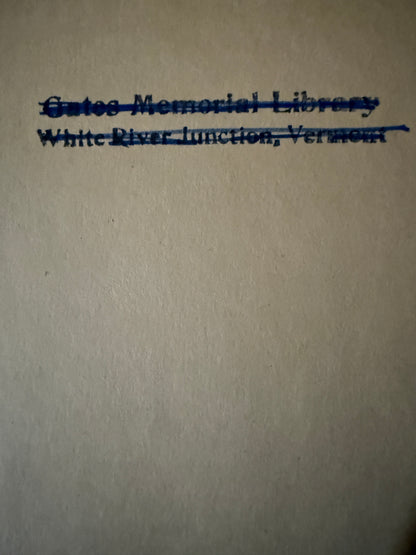 Gates Memorial Library
White River Junction, Vermont